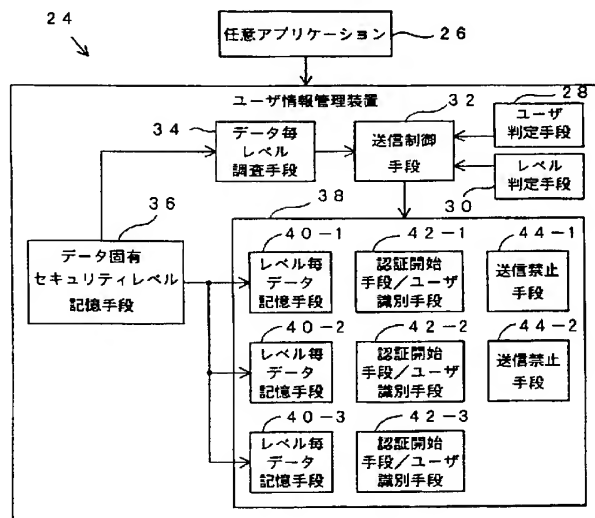 24
任意アプリケーション
26
ユーザ情報管理装置
28
ユーザ
判定手段
32
送信制御
手段
34
データ毎
レベル
調査手段
レベル
判定手段
30
36
データ固有
セキュリティレベル
記憶手段
38
40-1
レベル毎
データ
記憶手段
42-1
認証開始
手段/ユーザ
識別手段
44-1
送信禁止
手段
40-2
レベル毎
データ
記憶手段
42-2
認証開始
手段/ユーザ
識別手段
44-2
送信禁止
手段
40-3
レベル毎
データ
記憶手段
42-3
認証開始
手段/ユーザ
識別手段